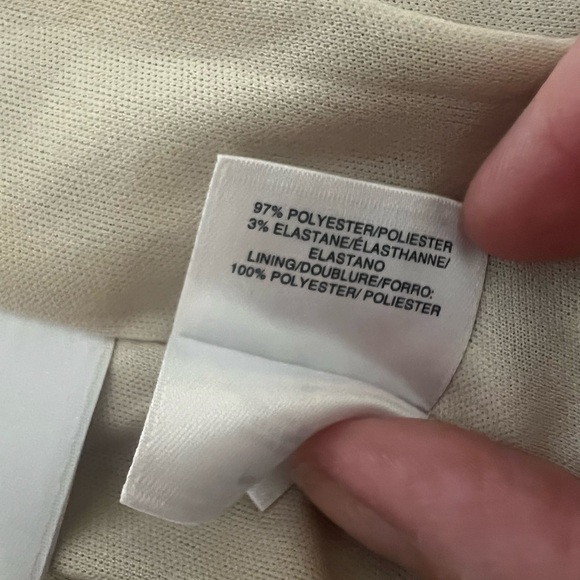 97% POLYESTER/POLIESTER
3% ELASTANE/ÉLASTHANNE/
ELASTANO
LINING/DOUBLURE/FORRO:
100% POLYESTER/ POLIESTER